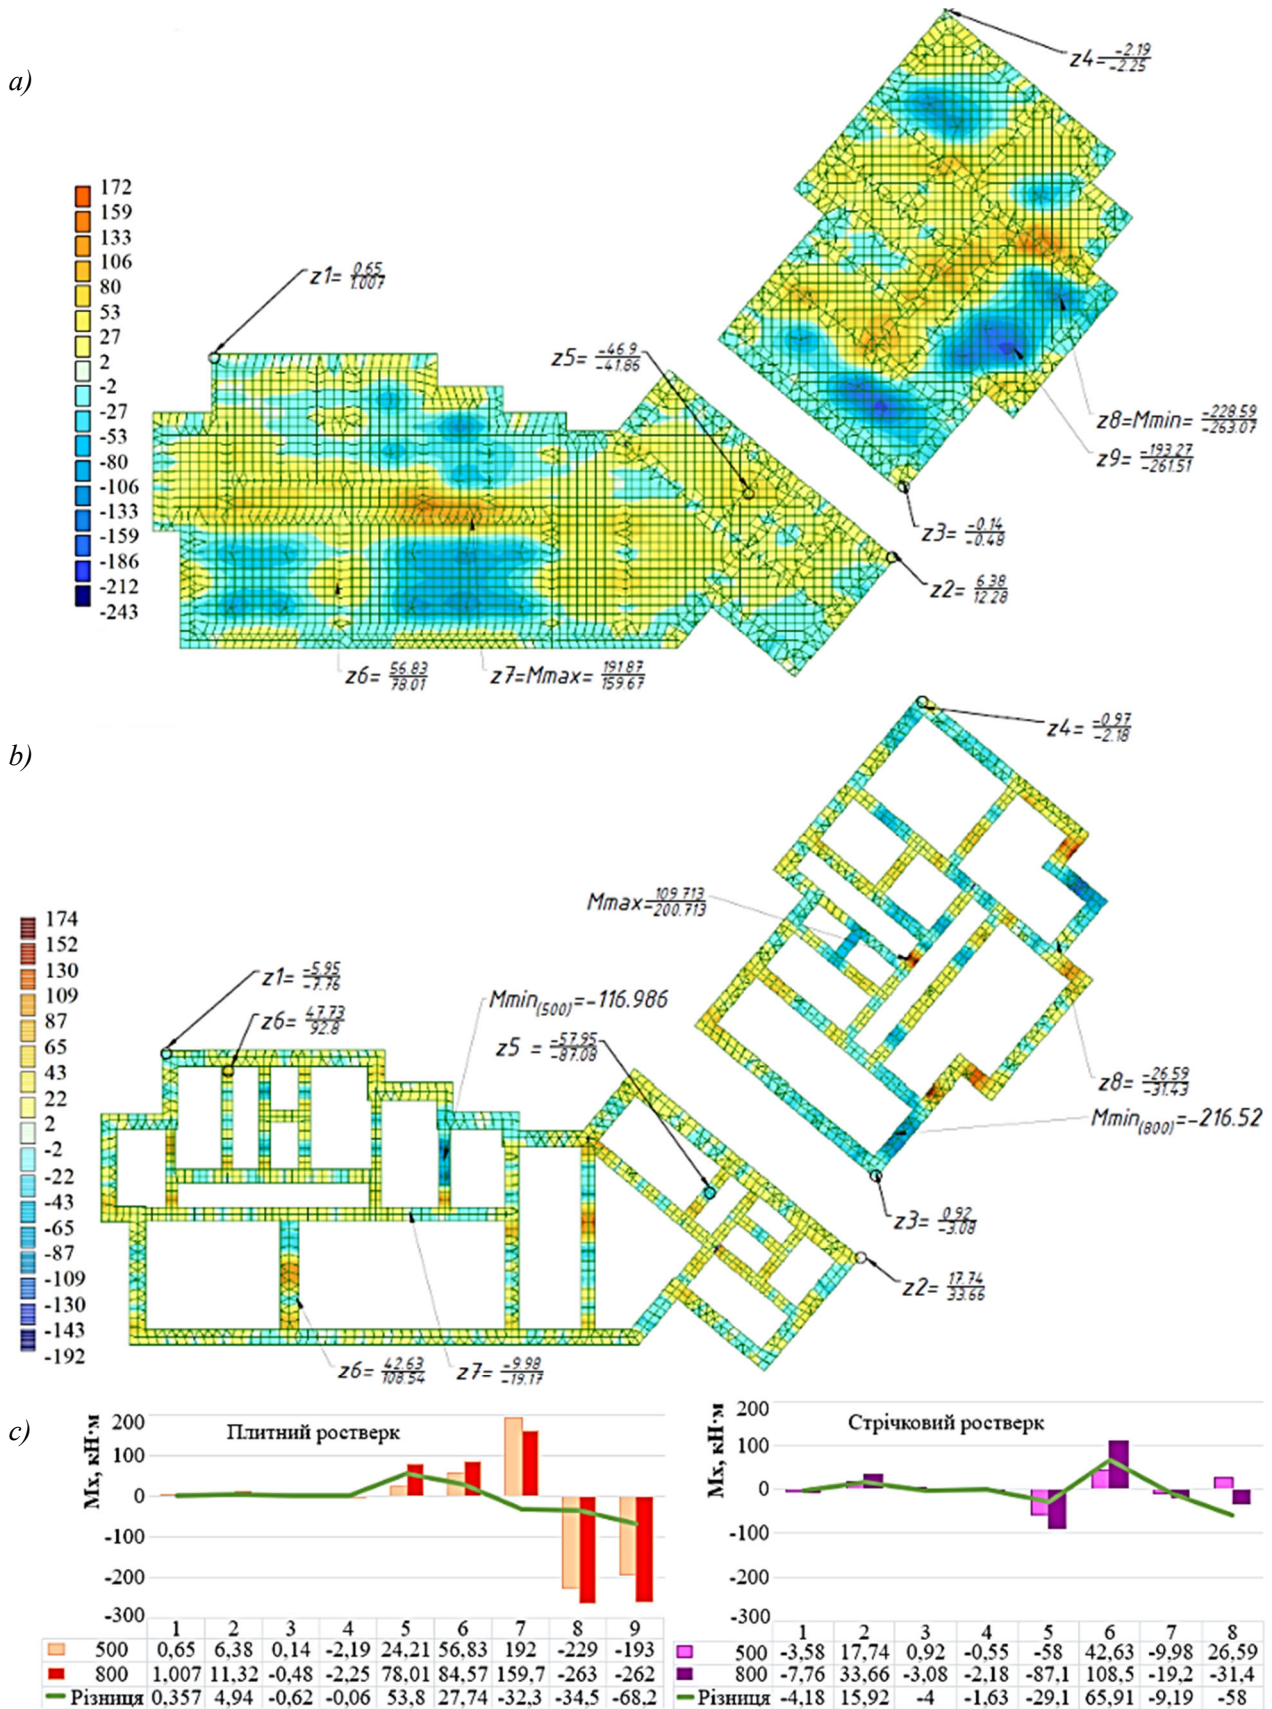 a)
z4= -2.19 / -2.25
172
159
133
106
80
53
27
2
-2
-27
-53
-80
-106
-133
-159
-186
-212
-243
z1= 0.65 / 1.007
z5= -46.9 / -41.86
z8=Mmin= -228.59 / -263.07
z9= -193.27 / -261.51
z3= -0.14 / -0.48
z2= 6.38 / 12.28
z6= 56.83 / 78.01
z7=Mmax= 191.87 / 159.67
b)
z4= -0.97 / -2.18
Mmax= 109.713 / 200.713
174
152
130
109
87
65
43
22
2
-2
-22
-43
-65
-87
-109
-130
-143
-192
z1= -5.95 / -7.76
z6= 47.73 / 92.8
Mmin(500)=-116.986
z5 = -57.95 / -87.08
z8= -26.59 / -31.43
Mmin(800)=-216.52
z3= 0.92 / -3.08
z2= 17.74 / 33.66
z6= 42.63 / 108.54
z7= -9.98 / -19.17
c)
Mx, кН·м
Плитний ростверк
200
100
0
-100
-200
-300
1 2 3 4 5 6 7 8 9
500 0,65 6,38 0,14 -2,19 24,21 56,83 192 -229 -193
800 1,007 11,32 -0,48 -2,25 78,01 84,57 159,7 -263 -262
Різниця 0,357 4,94 -0,62 -0,06 53,8 27,74 -32,3 -34,5 -68,2
Mx, кН·м
Стрічковий ростверк
200
100
0
-100
-200
-300
1 2 3 4 5 6 7 8
500 -3,58 17,74 0,92 -0,55 -58 42,63 -9,98 26,59
800 -7,76 33,66 -3,08 -2,18 -87,1 108,5 -19,2 -31,4
Різниця -4,18 15,92 -4 -1,63 -29,1 65,91 -9,19 -58